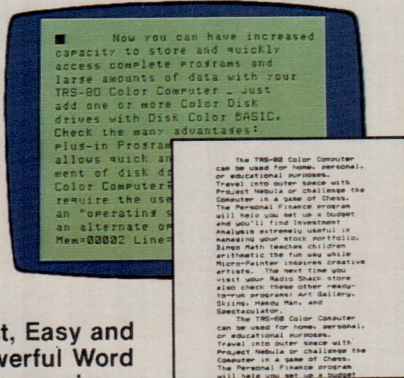 Now you can have increased
capacity to store and quickly
access complete programs and
large amounts of data with your
TRS-80 Color Computer _ Just
add one or more Color Disk
drives with Disk Color BASIC.
Check the many advantages:
plug-in Program
allows quick an
ment of disk dr
Color Computer
require the use
an "operating s
an alternate op
Mem=00002 Line=
The TRS-80 Color Computer
can be used for home, personal,
or educational purposes.
Travel into outer space with
Project Nebula or challenge the
Computer in a game of Chess.
The Personal Finance program
will help you set up a budget
and you'll find Investment
Analysis extremely useful in
managing your stock portfolio.
Bingo Math teaches children
arithmetic the fun way while
Micro-Painter inspires creative
artists. The next time you
visit your Radio Shack store
also check these other ready-
to-run programs: Art Gallery,
Skiing, Handy Man, and
Spectaculator.
The TRS-80 Color Computer
can be used for home, personal,
or educational purposes.
Travel into outer space with
Project Nebula or challenge the
Computer in a game of Chess.
The Personal Finance program
will help you set up a budget
st, Easy and
werful Word